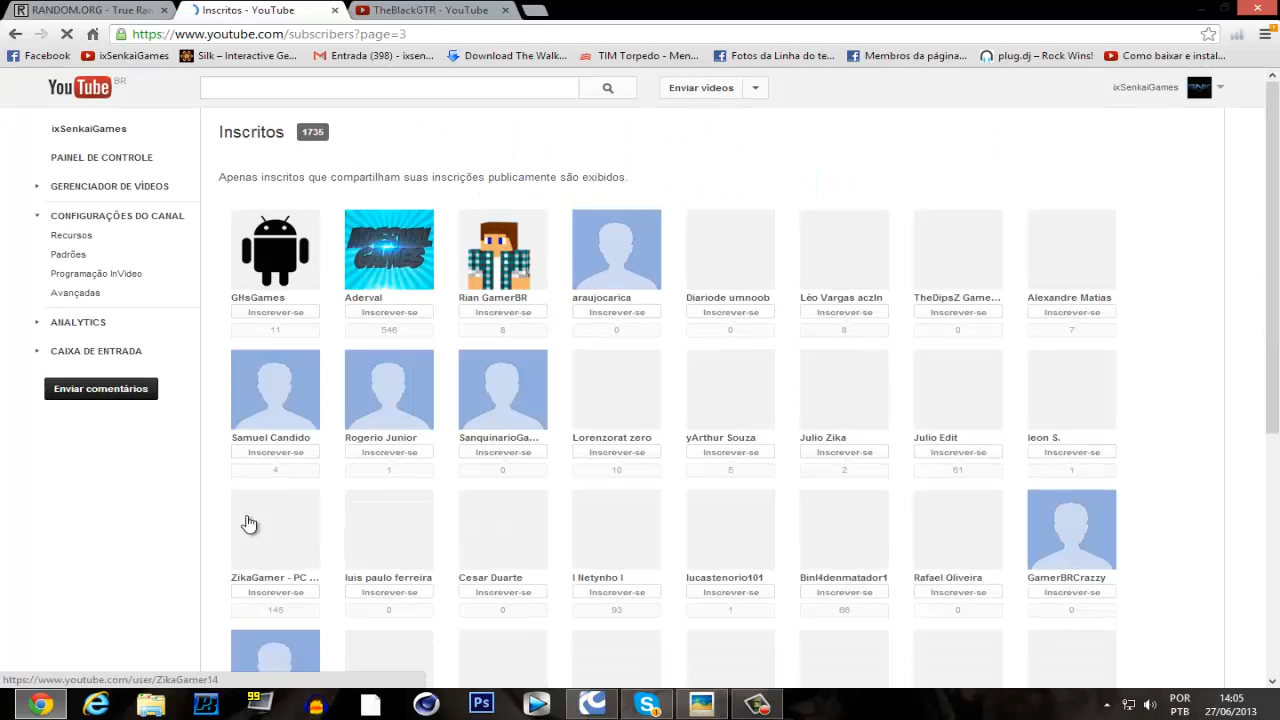 RANDOM.ORG - True Ran
Inscritos - YouTube
TheBlackGTR - YouTube
https://www.youtube.com/subscribers?page=3
Facebook
ixSenkaiGames
Silk – Interactive Ge...
Entrada (398) - ixsen...
Download The Walk...
TIM Torpedo - Men...
Fotos da Linha do te...
Membros da página...
plug.dj – Rock Wins!
Como baixar e instal...
YouTube BR
Enviar vídeos
ixSenkaiGames
ixSenkaiGames
PAINEL DE CONTROLE
GERENCIADOR DE VÍDEOS
CONFIGURAÇÕES DO CANAL
Recursos
Padrões
Programação InVideo
Avançadas
ANALYTICS
CAIXA DE ENTRADA
Enviar comentários
Inscritos 1735
Apenas inscritos que compartilham suas inscrições publicamente são exibidos.
GHsGames Aderval Rian GamerBR araujocarica Diariode umnoob Léo Vargas aczln TheDipsZ Game... Alexandre Matias
Inscrever-se Inscrever-se Inscrever-se Inscrever-se Inscrever-se Inscrever-se Inscrever-se Inscrever-se
11 546 8 0 0 8 0 7
Samuel Candido Rogerio Junior SanquinarioGa... Lorenzorat zero yArthur Souza Julio Zika Julio Edit leon S.
Inscrever-se Inscrever-se Inscrever-se Inscrever-se Inscrever-se Inscrever-se Inscrever-se Inscrever-se
4 1 0 10 5 2 61 1
ZikaGamer - PC ... luis paulo ferreira Cesar Duarte I Netynho I lucastenorio101 Binl4denmatador1 Rafael Oliveira GamerBRCrazzy
Inscrever-se Inscrever-se Inscrever-se Inscrever-se Inscrever-se Inscrever-se Inscrever-se Inscrever-se
145 0 0 93 1 66 0 0
https://www.youtube.com/user/ZikaGamer14
99
Ps
POR
PTB
14:05
27/06/2013